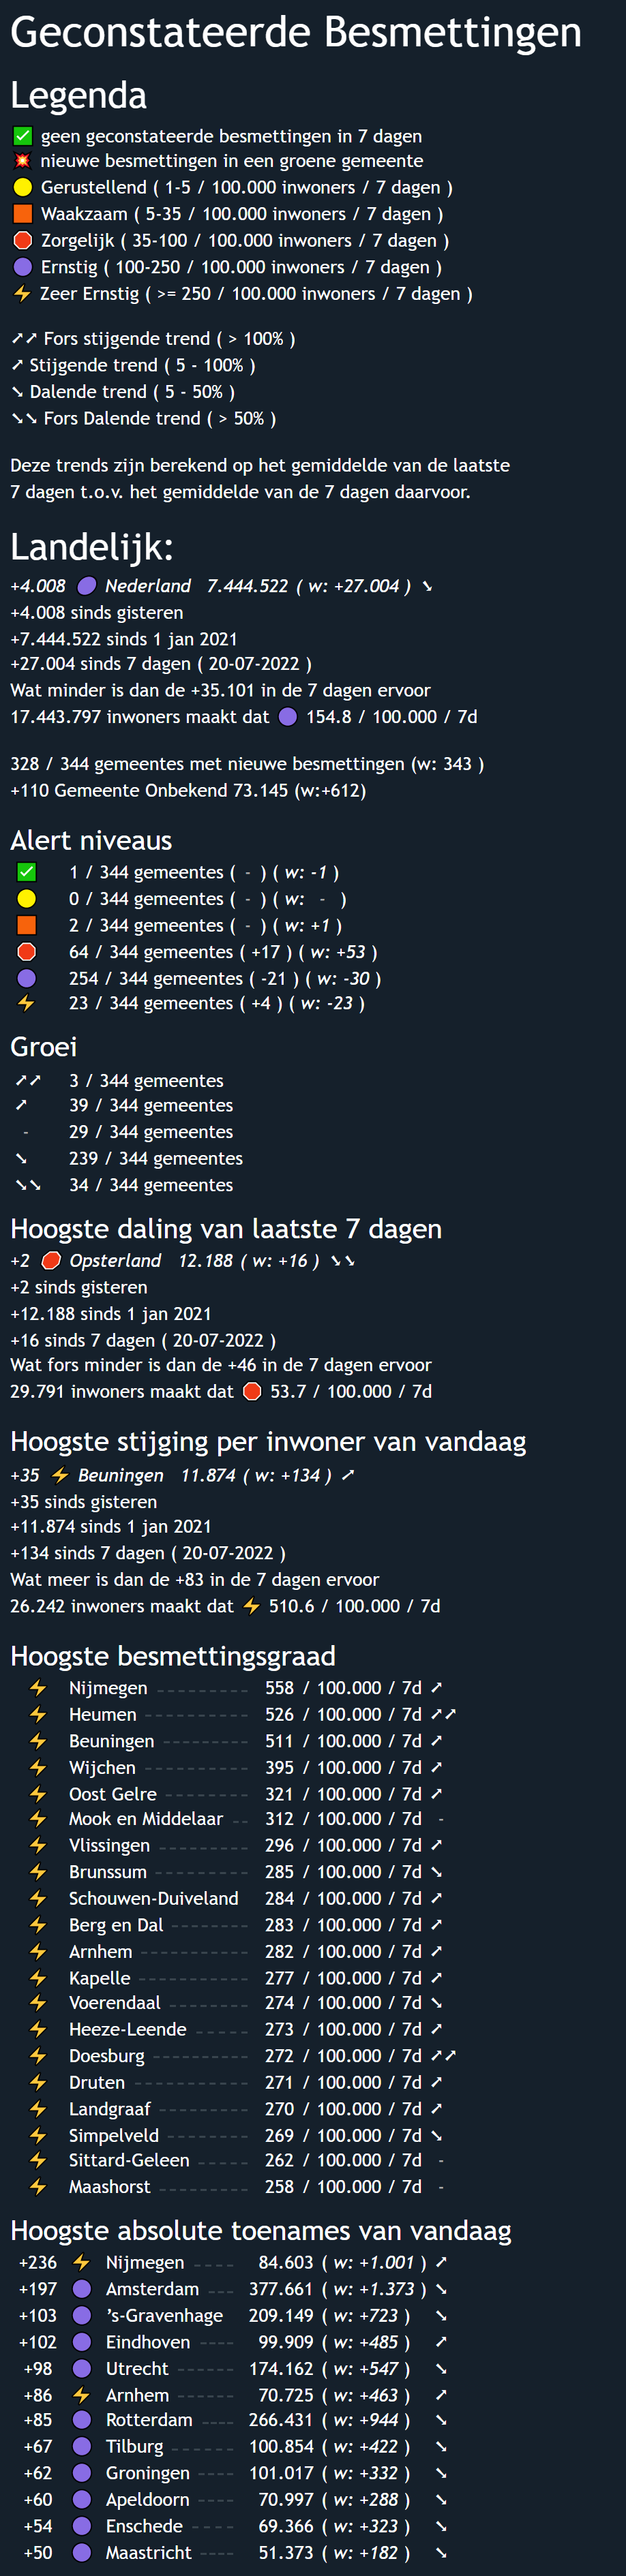 Geconstateerde Besmettingen
Legenda
✅ geen geconstateerde besmettingen in 7 dagen
💥 nieuwe besmettingen in een groene gemeente
🟡 Gerustellend ( 1-5 / 100.000 inwoners / 7 dagen )
🟧 Waakzaam ( 5-35 / 100.000 inwoners / 7 dagen )
🛑 Zorgelijk ( 35-100 / 100.000 inwoners / 7 dagen )
🟣 Ernstig ( 100-250 / 100.000 inwoners / 7 dagen )
⚡ Zeer Ernstig ( >= 250 / 100.000 inwoners / 7 dagen )
➚➚ Fors stijgende trend ( > 100% )
➚ Stijgende trend ( 5 - 100% )
➘ Dalende trend ( 5 - 50% )
➘➘ Fors Dalende trend ( > 50% )
Deze trends zijn berekend op het gemiddelde van de laatste
7 dagen t.o.v. het gemiddelde van de 7 dagen daarvoor.
Landelijk:
+4.008 🟣 Nederland 7.444.522 ( w: +27.004 ) ➘
+4.008 sinds gisteren
+7.444.522 sinds 1 jan 2021
+27.004 sinds 7 dagen ( 20-07-2022 )
Wat minder is dan de +35.101 in de 7 dagen ervoor
17.443.797 inwoners maakt dat 🟣 154.8 / 100.000 / 7d
328 / 344 gemeentes met nieuwe besmettingen (w: 343 )
+110 Gemeente Onbekend 73.145 (w:+612)
Alert niveaus
✅ 1 / 344 gemeentes ( - ) ( w: -1 )
🟡 0 / 344 gemeentes ( - ) ( w: - )
🟧 2 / 344 gemeentes ( - ) ( w: +1 )
🛑 64 / 344 gemeentes ( +17 ) ( w: +53 )
🟣 254 / 344 gemeentes ( -21 ) ( w: -30 )
⚡ 23 / 344 gemeentes ( +4 ) ( w: -23 )
Groei
➚➚ 3 / 344 gemeentes
➚ 39 / 344 gemeentes
- 29 / 344 gemeentes
➘ 239 / 344 gemeentes
➘➘ 34 / 344 gemeentes
Hoogste daling van laatste 7 dagen
+2 🛑 Opsterland 12.188 ( w: +16 ) ➘➘
+2 sinds gisteren
+12.188 sinds 1 jan 2021
+16 sinds 7 dagen ( 20-07-2022 )
Wat fors minder is dan de +46 in de 7 dagen ervoor
29.791 inwoners maakt dat 🛑 53.7 / 100.000 / 7d
Hoogste stijging per inwoner van vandaag
+35 ⚡ Beuningen 11.874 ( w: +134 ) ➚
+35 sinds gisteren
+11.874 sinds 1 jan 2021
+134 sinds 7 dagen ( 20-07-2022 )
Wat meer is dan de +83 in de 7 dagen ervoor
26.242 inwoners maakt dat ⚡ 510.6 / 100.000 / 7d
Hoogste besmettingsgraad
⚡ Nijmegen --------- 558 / 100.000 / 7d ➚
⚡ Heumen ---------- 526 / 100.000 / 7d ➚➚
⚡ Beuningen -------- 511 / 100.000 / 7d ➚
⚡ Wijchen ---------- 395 / 100.000 / 7d ➚
⚡ Oost Gelre -------- 321 / 100.000 / 7d ➚
⚡ Mook en Middelaar -- 312 / 100.000 / 7d -
⚡ Vlissingen --------- 296 / 100.000 / 7d ➚
⚡ Brunssum --------- 285 / 100.000 / 7d ➘
⚡ Schouwen-Duiveland 284 / 100.000 / 7d ➚
⚡ Berg en Dal -------- 283 / 100.000 / 7d ➚
⚡ Arnhem ----------- 282 / 100.000 / 7d ➚
⚡ Kapelle ----------- 277 / 100.000 / 7d ➚
⚡ Voerendaal -------- 274 / 100.000 / 7d ➘
⚡ Heeze-Leende ----- 273 / 100.000 / 7d ➚
⚡ Doesburg ---------- 272 / 100.000 / 7d ➚➚
⚡ Druten ----------- 271 / 100.000 / 7d ➚
⚡ Landgraaf --------- 270 / 100.000 / 7d ➚
⚡ Simpelveld -------- 269 / 100.000 / 7d ➘
⚡ Sittard-Geleen ----- 262 / 100.000 / 7d -
⚡ Maashorst --------- 258 / 100.000 / 7d -
Hoogste absolute toenames van vandaag
+236 ⚡ Nijmegen ---- 84.603 ( w: +1.001 ) ➚
+197 🟣 Amsterdam --- 377.661 ( w: +1.373 ) ➘
+103 🟣 's-Gravenhage 209.149 ( w: +723 ) ➘
+102 🟣 Eindhoven ---- 99.909 ( w: +485 ) ➚
+98 🟣 Utrecht ------ 174.162 ( w: +547 ) ➘
+86 ⚡ Arnhem ------ 70.725 ( w: +463 ) ➚
+85 🟣 Rotterdam ---- 266.431 ( w: +944 ) ➘
+67 🟣 Tilburg ------- 100.854 ( w: +422 ) ➘
+62 🟣 Groningen ---- 101.017 ( w: +332 ) ➘
+60 🟣 Apeldoorn ---- 70.997 ( w: +288 ) ➘
+54 🟣 Enschede ----- 69.366 ( w: +323 ) ➘
+50 🟣 Maastricht ---- 51.373 ( w: +182 ) ➘